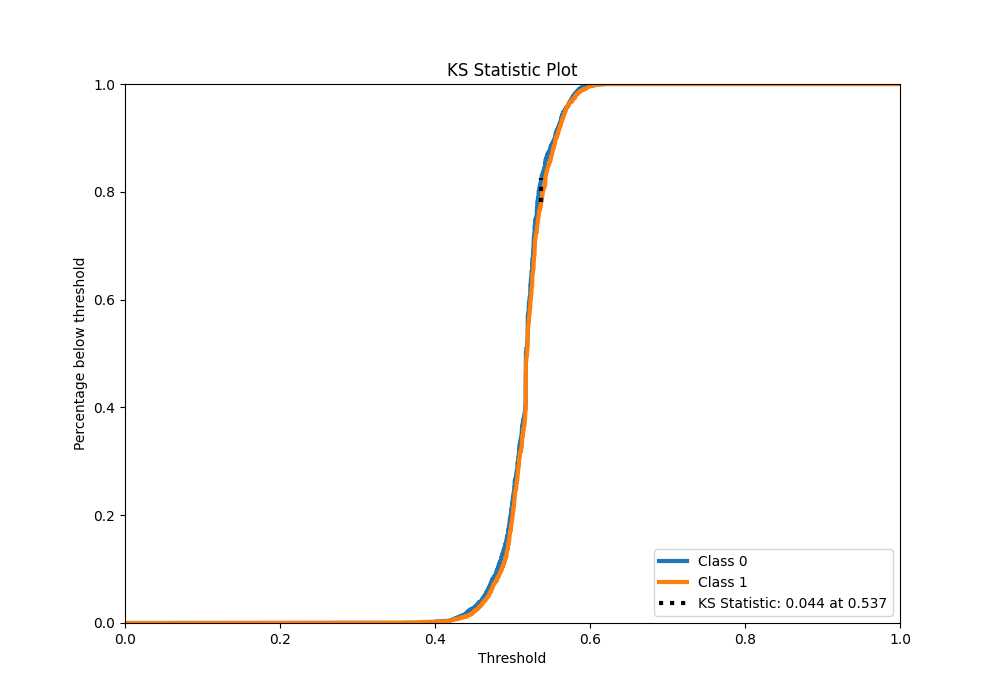 KS Statistic Plot
1.0
0.8
0.6
0.4
0.2
0.0
Percentage below threshold
0.0 0.2 0.4 0.6 0.8 1.0
Threshold
Class 0
Class 1
KS Statistic: 0.044 at 0.537